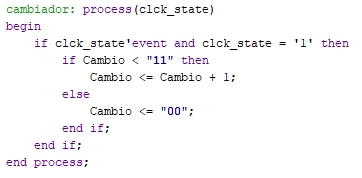 cambiador: process(clck_state)
begin
    if clck_state'event and clck_state = '1' then
        if Cambio < "11" then
            Cambio <= Cambio + 1;
        else
            Cambio <= "00";
        end if;
    end if;
end process;